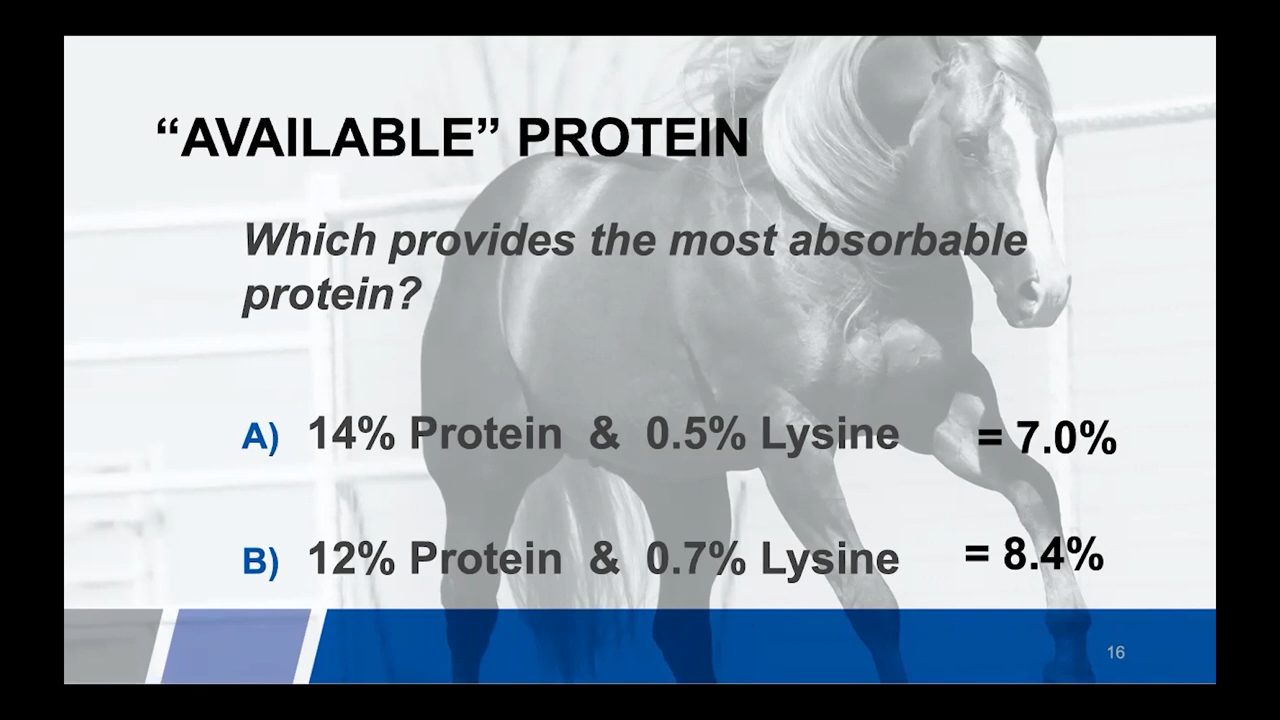 “AVAILABLE” PROTEIN
Which provides the most absorbable
protein?
A) 14% Protein & 0.5% Lysine = 7.0%
B) 12% Protein & 0.7% Lysine = 8.4%
16